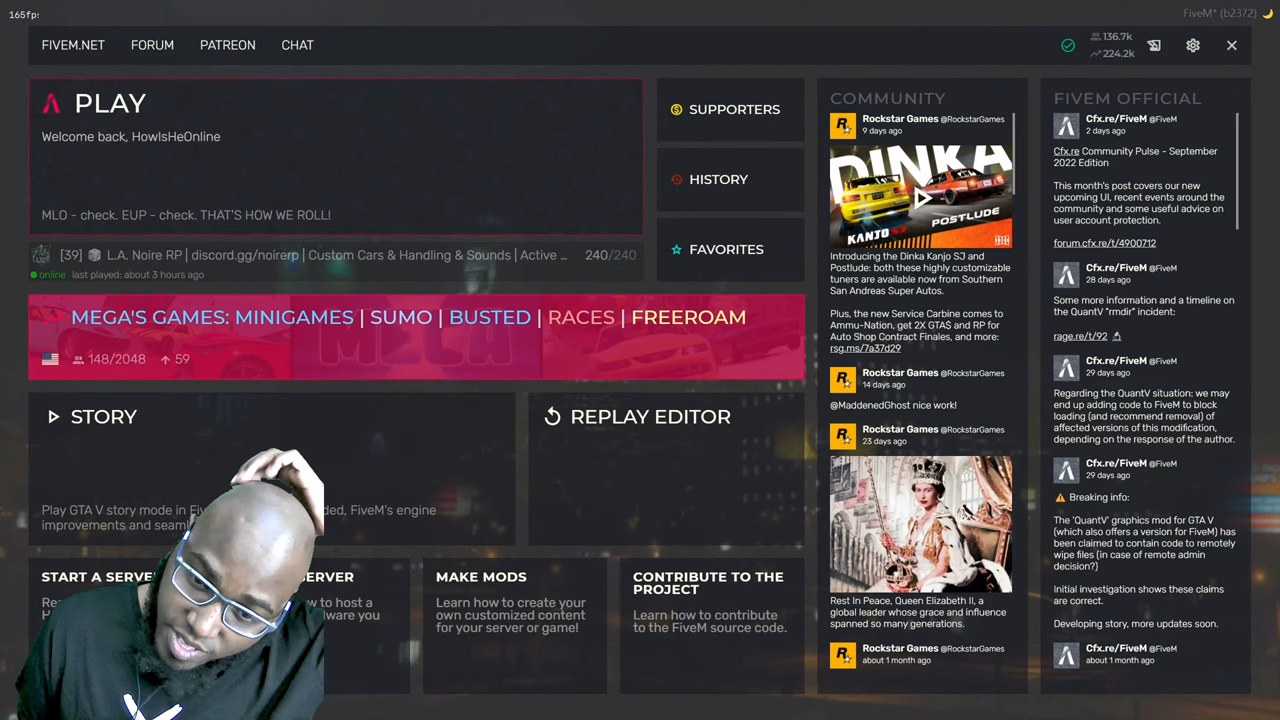 165fps
FiveM* (b2372)
FIVEM.NET
FORUM
PATREON
CHAT
136.7k
224.2k
PLAY
Welcome back, HowIsHeOnline
MLO - check. EUP - check. THAT'S HOW WE ROLL!
[39] L.A. Noire RP | discord.gg/noirerp | Custom Cars & Handling & Sounds | Active ...
240/240
online last played: about 3 hours ago
SUPPORTERS
HISTORY
FAVORITES
MEGA'S GAMES: MINIGAMES | SUMO | BUSTED | RACES | FREEROAM
MEGA
148/2048 59
STORY
Play GTA V story mode in Fiv
ded, FiveM's engine
improvements and seaml
REPLAY EDITOR
START A SERVE
SERVER
w to host a
ware you
MAKE MODS
Learn how to create your
own customized content
for your server or game!
CONTRIBUTE TO THE
PROJECT
Learn how to contribute
to the FiveM source code.
COMMUNITY
Rockstar Games @RockstarGames
9 days ago
DINKA
KANJO SJ
POSTLUDE
Introducing the Dinka Kanjo SJ and
Postlude: both these highly customizable
tuners are available now from Southern
San Andreas Super Autos.
Plus, the new Service Carbine comes to
Ammu-Nation, get 2X GTA$ and RP for
Auto Shop Contract Finales, and more:
rsg.ms/7a37d29
Rockstar Games @RockstarGames
14 days ago
@MaddenedGhost nice work!
Rockstar Games @RockstarGames
23 days ago
Rest In Peace, Queen Elizabeth II, a
global leader whose grace and influence
spanned so many generations.
Rockstar Games @RockstarGames
about 1 month ago
FIVEM OFFICIAL
Cfx.re/FiveM @FiveM
2 days ago
Cfx.re Community Pulse - September
2022 Edition
This month's post covers our new
upcoming UI, recent events around the
community and some useful advice on
user account protection.
forum.cfx.re/t/4900712
Cfx.re/FiveM @FiveM
28 days ago
Some more information and a timeline on
the QuantV "rmdir" incident:
rage.re/t/92
Cfx.re/FiveM @FiveM
29 days ago
Regarding the QuantV situation: we may
end up adding code to FiveM to block
loading (and recommend removal) of
affected versions of this modification,
depending on the response of the author.
Cfx.re/FiveM @FiveM
29 days ago
Breaking info:
The 'QuantV' graphics mod for GTA V
(which also offers a version for FiveM) has
been claimed to contain code to remotely
wipe files (in case of remote admin
decision?)
Initial investigation shows these claims
are correct.
Developing story, more updates soon.
Cfx.re/FiveM @FiveM
about 1 month ago